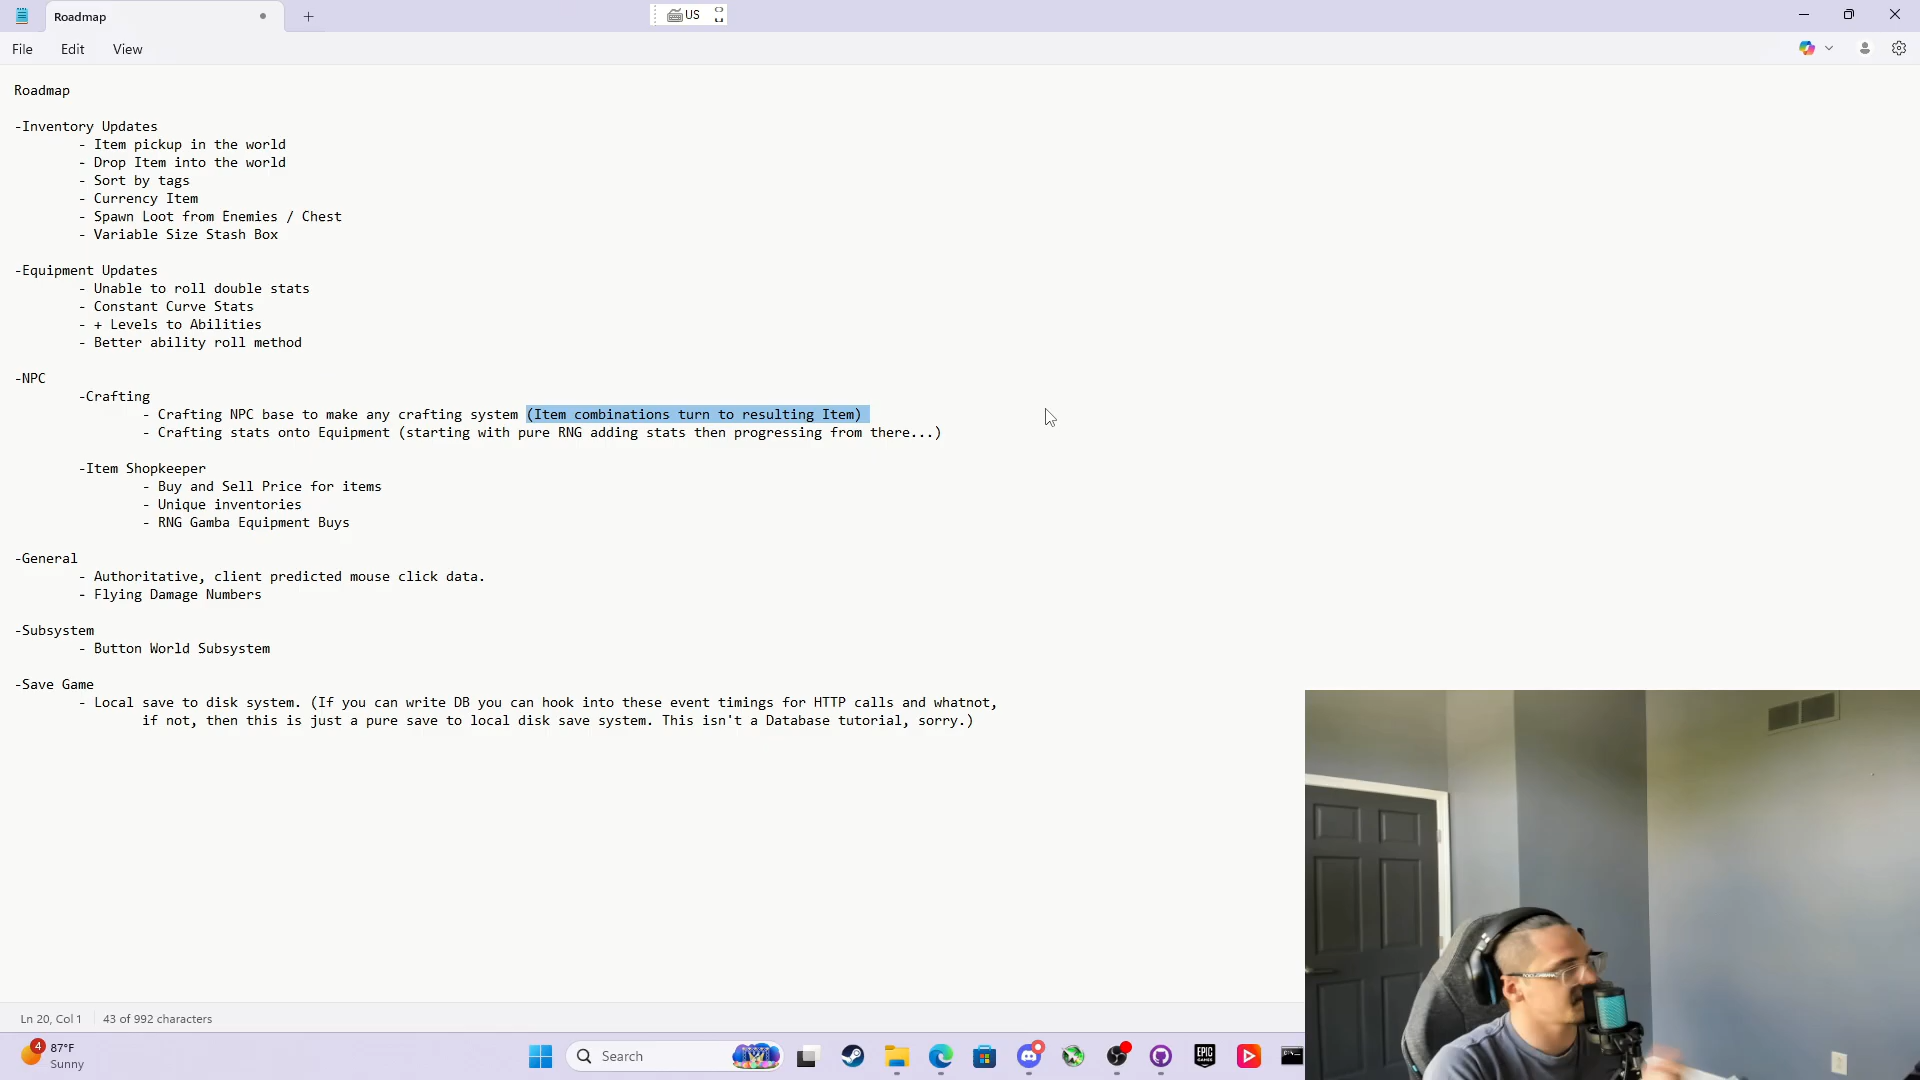 Roadmap
US
File
Edit
View
Roadmap
-Inventory Updates
- Item pickup in the world
- Drop Item into the world
- Sort by tags
- Currency Item
- Spawn Loot from Enemies / Chest
- Variable Size Stash Box
-Equipment Updates
- Unable to roll double stats
- Constant Curve Stats
- + Levels to Abilities
- Better ability roll method
-NPC
-Crafting
- Crafting NPC base to make any crafting system (Item combinations turn to resulting Item)
- Crafting stats onto Equipment (starting with pure RNG adding stats then progressing from there...)
-Item Shopkeeper
- Buy and Sell Price for items
- Unique inventories
- RNG Gamba Equipment Buys
-General
- Authoritative, client predicted mouse click data.
- Flying Damage Numbers
-Subsystem
- Button World Subsystem
-Save Game
- Local save to disk system. (If you can write DB you can hook into these event timings for HTTP calls and whatnot,
if not, then this is just a pure save to local disk save system. This isn't a Database tutorial, sorry.)
Ln 20, Col 1
43 of 992 characters
4
87°F
Sunny
Search
EPIC
GAMES